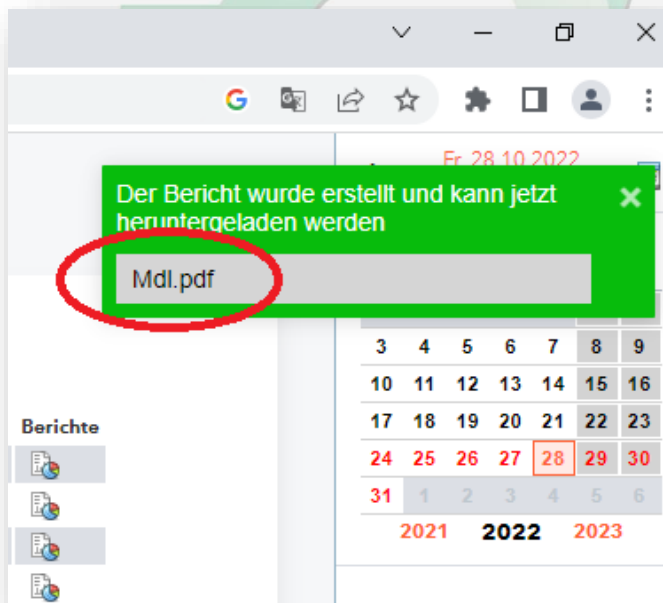 Fr, 28 10 2022
Der Bericht wurde erstellt und kann jetzt
heruntergeladen werden
Mdl.pdf
3 4 5 6 7 8 9
10 11 12 13 14 15 16
Berichte
17 18 19 20 21 22 23
24 25 26 27 28 29 30
31 1 2 3 4 5 6
2021 2022 2023